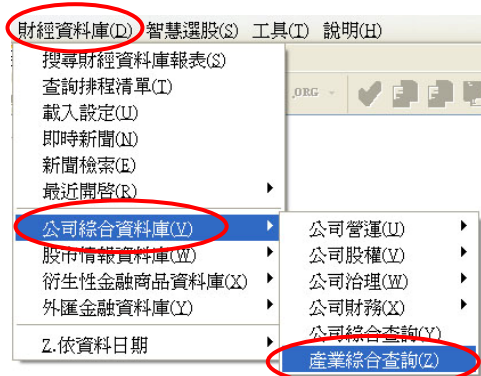 財經資料庫(D) 智慧選股(S) 工具(T) 說明(H)
搜尋財經資料庫報表(S)
查詢排程清單(T)
載入設定(U)
即時新聞(N)
新聞檢索(E)
最近開啓(R)
公司綜合資料庫(V)
股市情報資料庫(W)
衍生性金融商品資料庫(X)
外匯金融資料庫(Y)
Z.依資料日期
.ORG
公司營運(U)
公司股權(V)
公司治理(W)
公司財務(X)
公司綜合查詢(Y)
產業綜合查詢(Z)